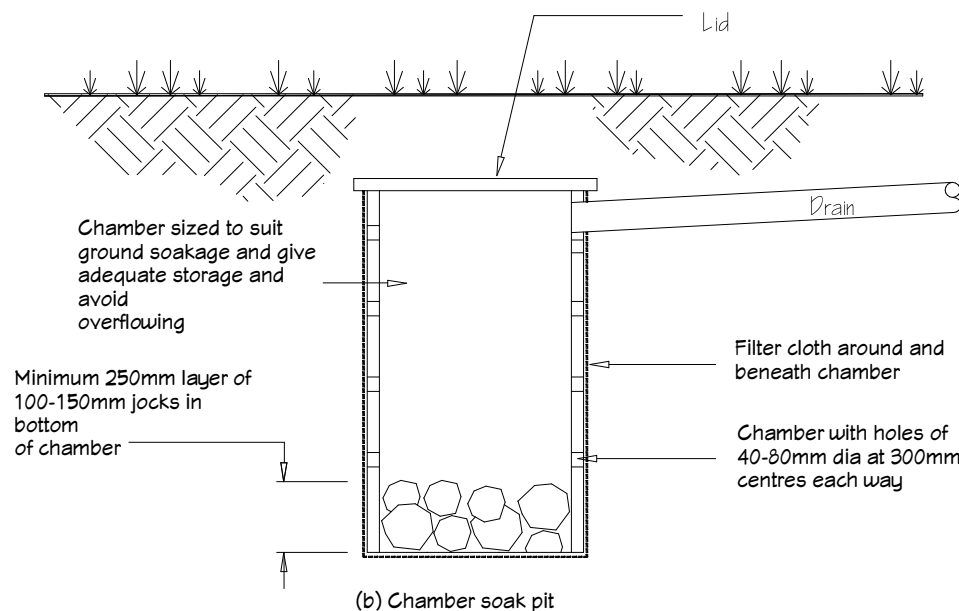 Lid
Drain
Chamber sized to suit
ground soakage and give
adequate storage and
avoid
overflowing
Filter cloth around and
beneath chamber
Minimum 250mm layer of
100-150mm jocks in
bottom
of chamber
Chamber with holes of
40-80mm dia at 300mm
centres each way
(b) Chamber soak pit